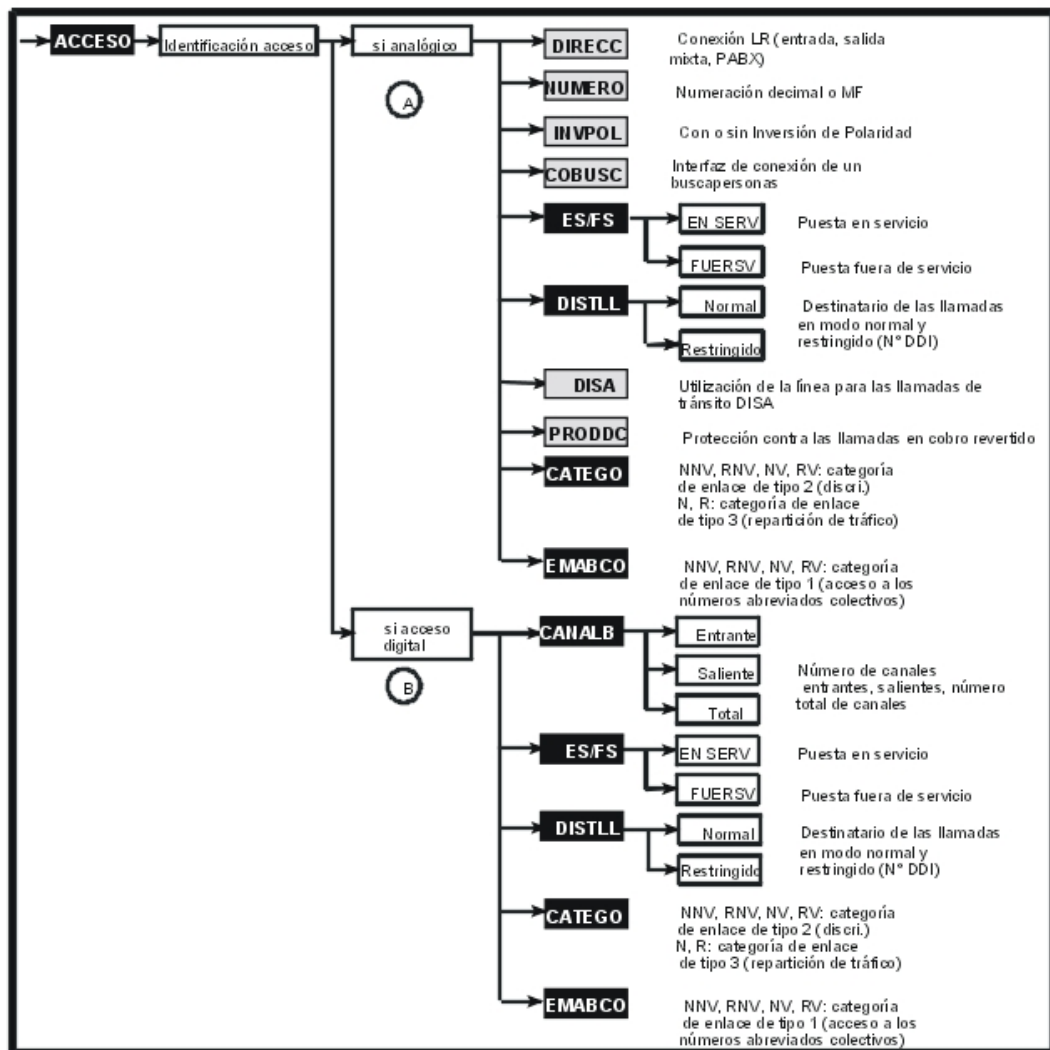 ACCESO
Identificación acceso
si analógico
A
DIRECC
Conexión LR (entrada, salida
mixta, PABX)
NUMERO
Numeración decimal o MF
INVPOL
Con o sin Inversión de Polaridad
COBUSC
Interfaz de conexión de un
buscapersonas
ES/FS
EN SERV
Puesta en servicio
FUERSV
Puesta fuera de servicio
DISTLL
Normal
Destinatario de las llamadas
en modo normal y
restringido (N° DDI)
Restringido
DISA
Utilización de la línea para las llamadas de
tránsito DISA
PRODDC
Protección contra las llamadas en cobro revertido
CATEGO
NNV, RNV, NV, RV: categoría
de enlace de tipo 2 (discri.)
N, R: categoría de enlace
de tipo 3 (repartición de tráfico)
EMABCO
NNV, RNV, NV, RV: categoría
de enlace de tipo 1 (acceso a los
números abreviados colectivos)
si acceso
digital
B
CANALB
Entrante
Saliente
Total
Número de canales
entrantes, salientes, número
total de canales
ES/FS
EN SERV
Puesta en servicio
FUERSV
Puesta fuera de servicio
DISTLL
Normal
Destinatario de las llamadas
en modo normal y
restringido (N° DDI)
Restringido
CATEGO
NNV, RNV, NV, RV: categoría
de enlace de tipo 2 (discri.)
N, R: categoría de enlace
de tipo 3 (repartición de tráfico)
EMABCO
NNV, RNV, NV, RV: categoría
de enlace de tipo 1 (acceso a los
números abreviados colectivos)